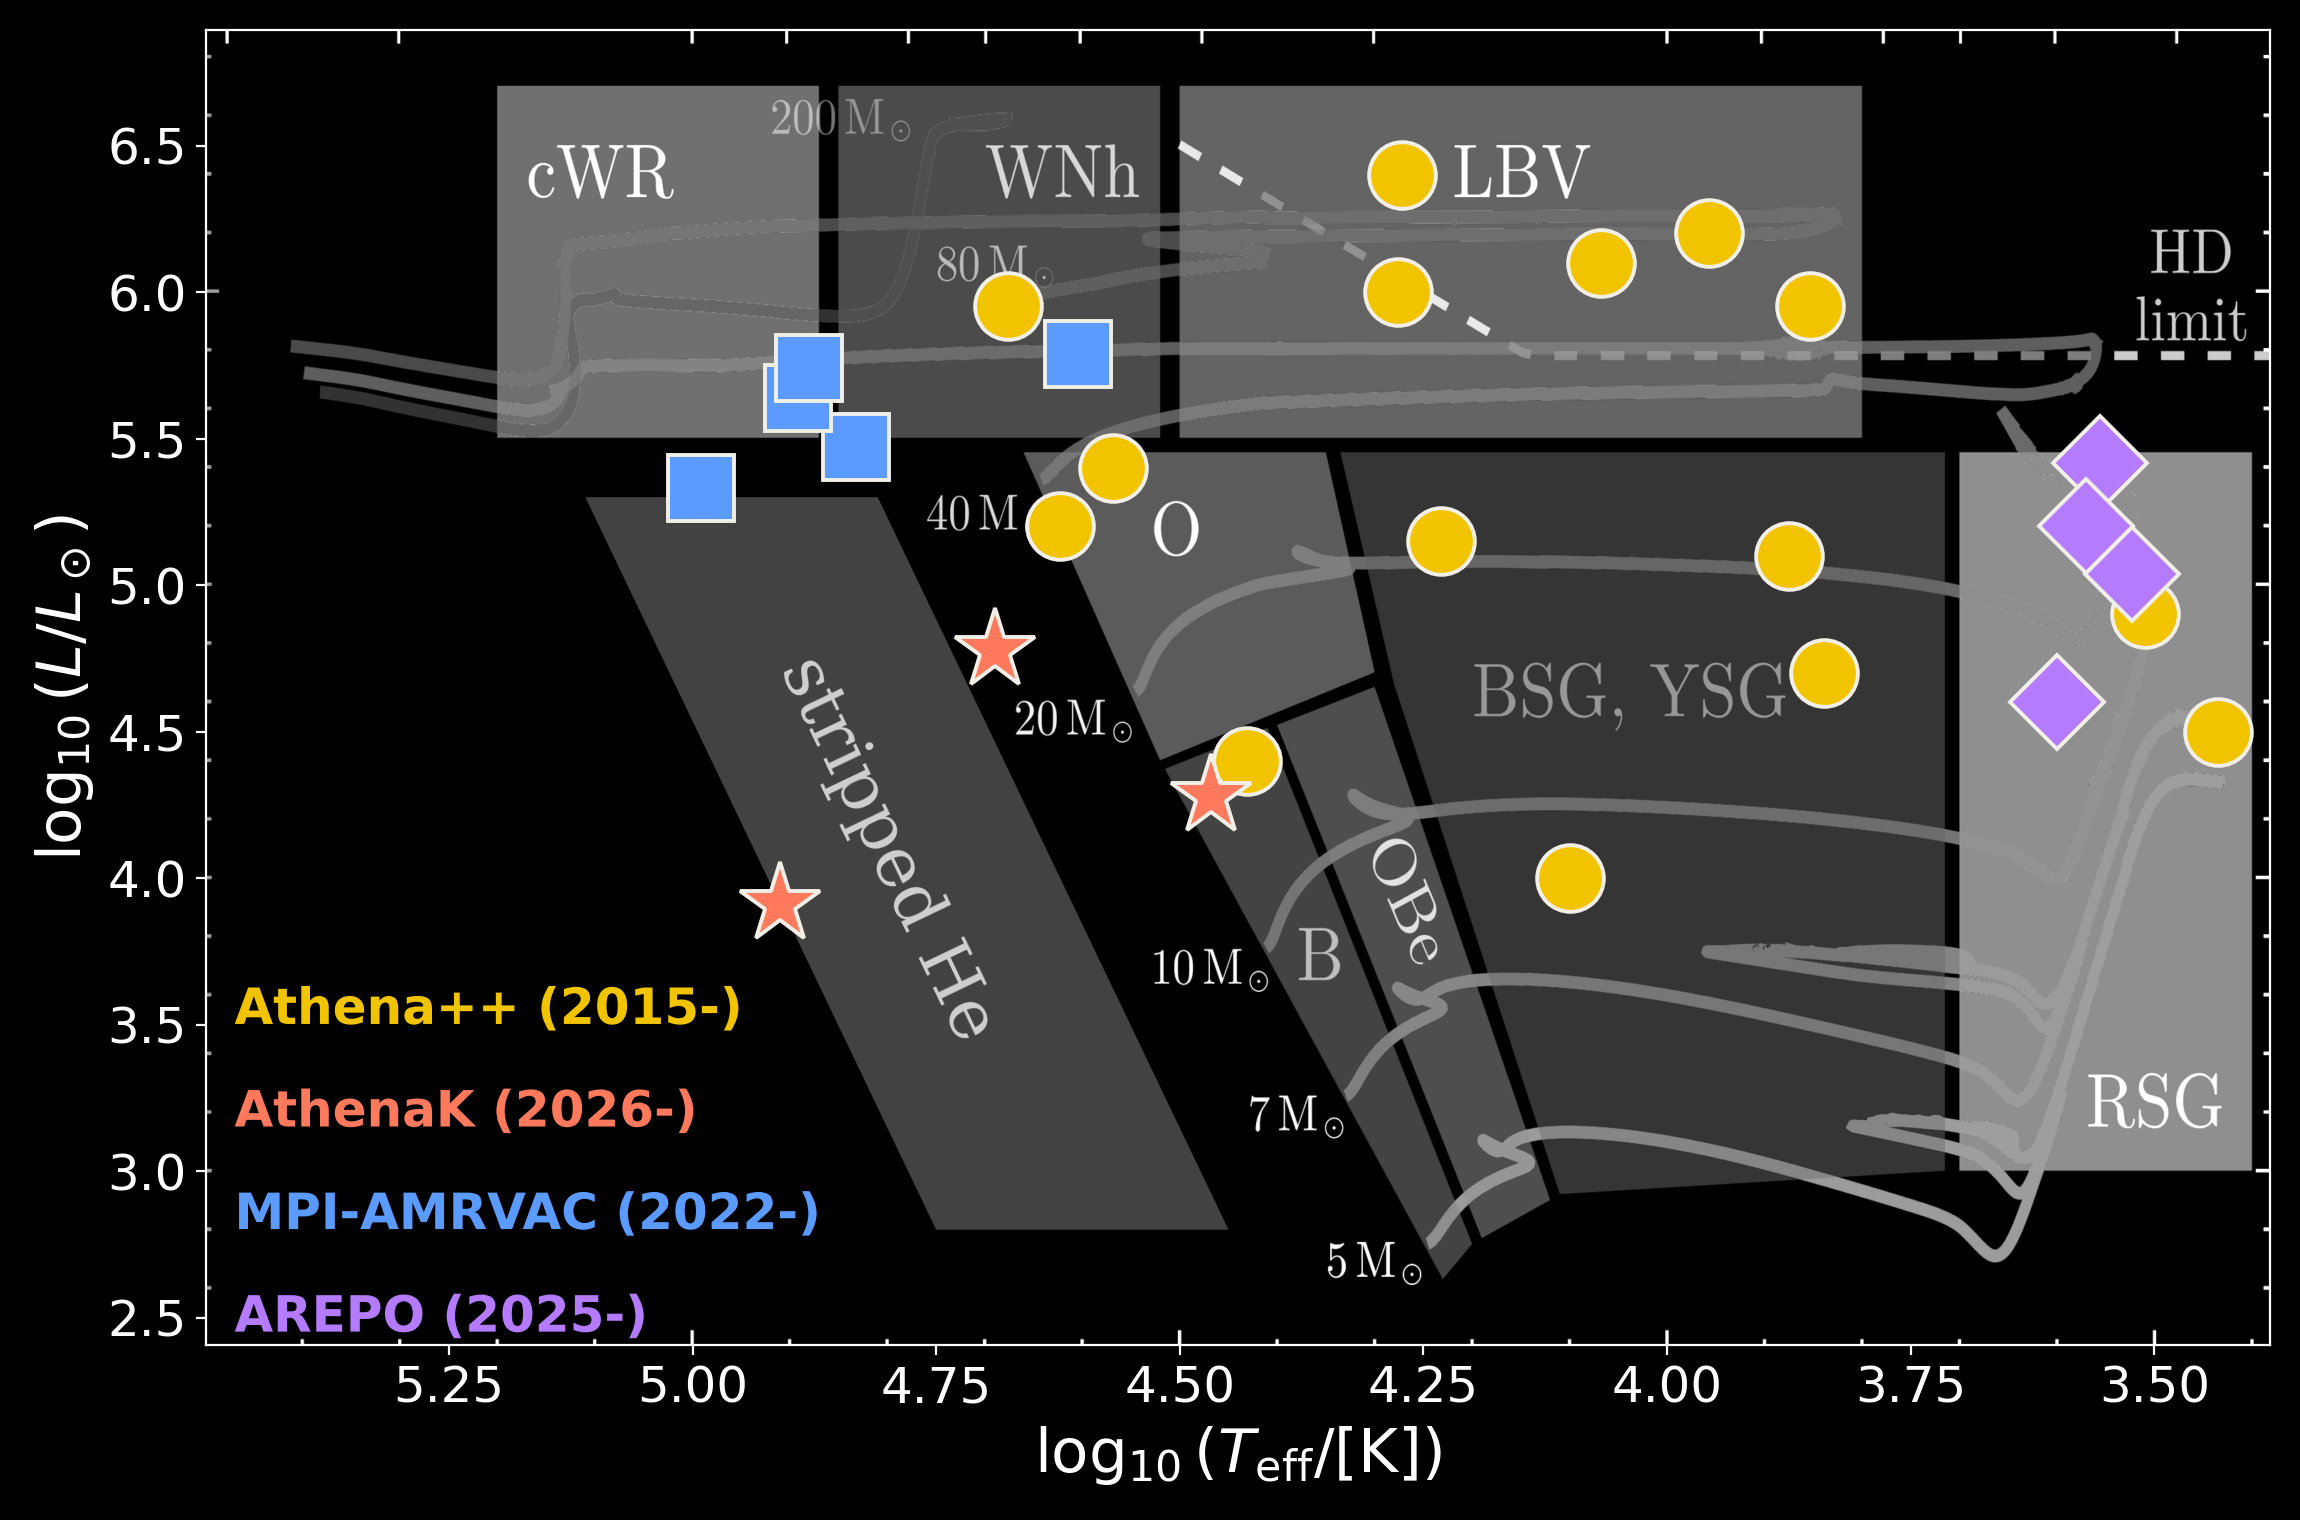 200 M⊙
cWR
WNh
LBV
80 M⊙
HD
limit
40 M
O
stripped He
20 M⊙
BSG, YSG
OBe
10 M⊙
B
7 M⊙
RSG
5 M⊙
Athena++ (2015-)
AthenaK (2026-)
MPI-AMRVAC (2022-)
AREPO (2025-)
6.5
6.0
5.5
5.0
4.5
4.0
3.5
3.0
2.5
log₁₀(L/L⊙)
5.25 5.00 4.75 4.50 4.25 4.00 3.75 3.50
log₁₀(T_eff/[K])